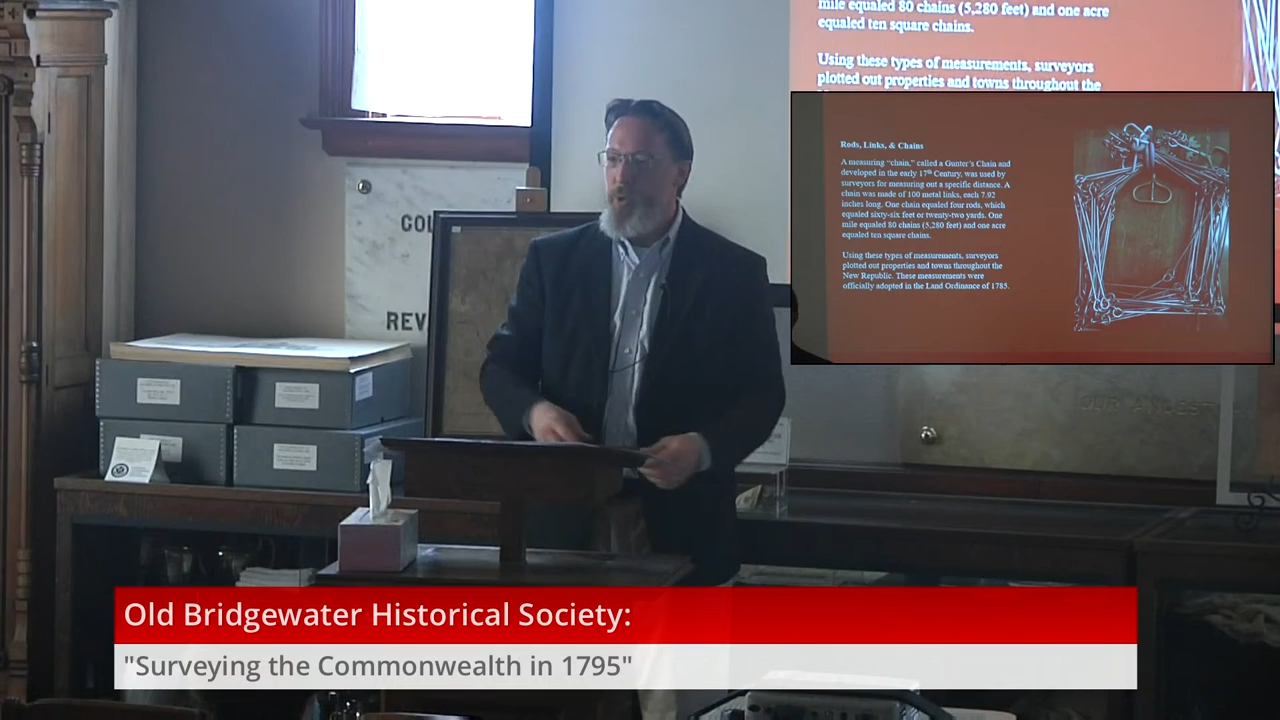 mile equaled 80 chains (5,280 feet) and one acre
equaled ten square chains.
Using these types of measurements, surveyors
plotted out properties and towns throughout the
Rods, Links, & Chains
A measuring “chain,” called a Gunter’s Chain and
developed in the early 17th Century, was used by
surveyors for measuring out a specific distance. A
chain was made of 100 metal links, each 7.92
inches long. One chain equaled four rods, which
equaled sixty-six feet or twenty-two yards. One
mile equaled 80 chains (5,280 feet) and one acre
equaled ten square chains.
Using these types of measurements, surveyors
plotted out properties and towns throughout the
New Republic. These measurements were
officially adopted in the Land Ordinance of 1785.
COL
REV
OUR ANCEST
Old Bridgewater Historical Society:
"Surveying the Commonwealth in 1795"